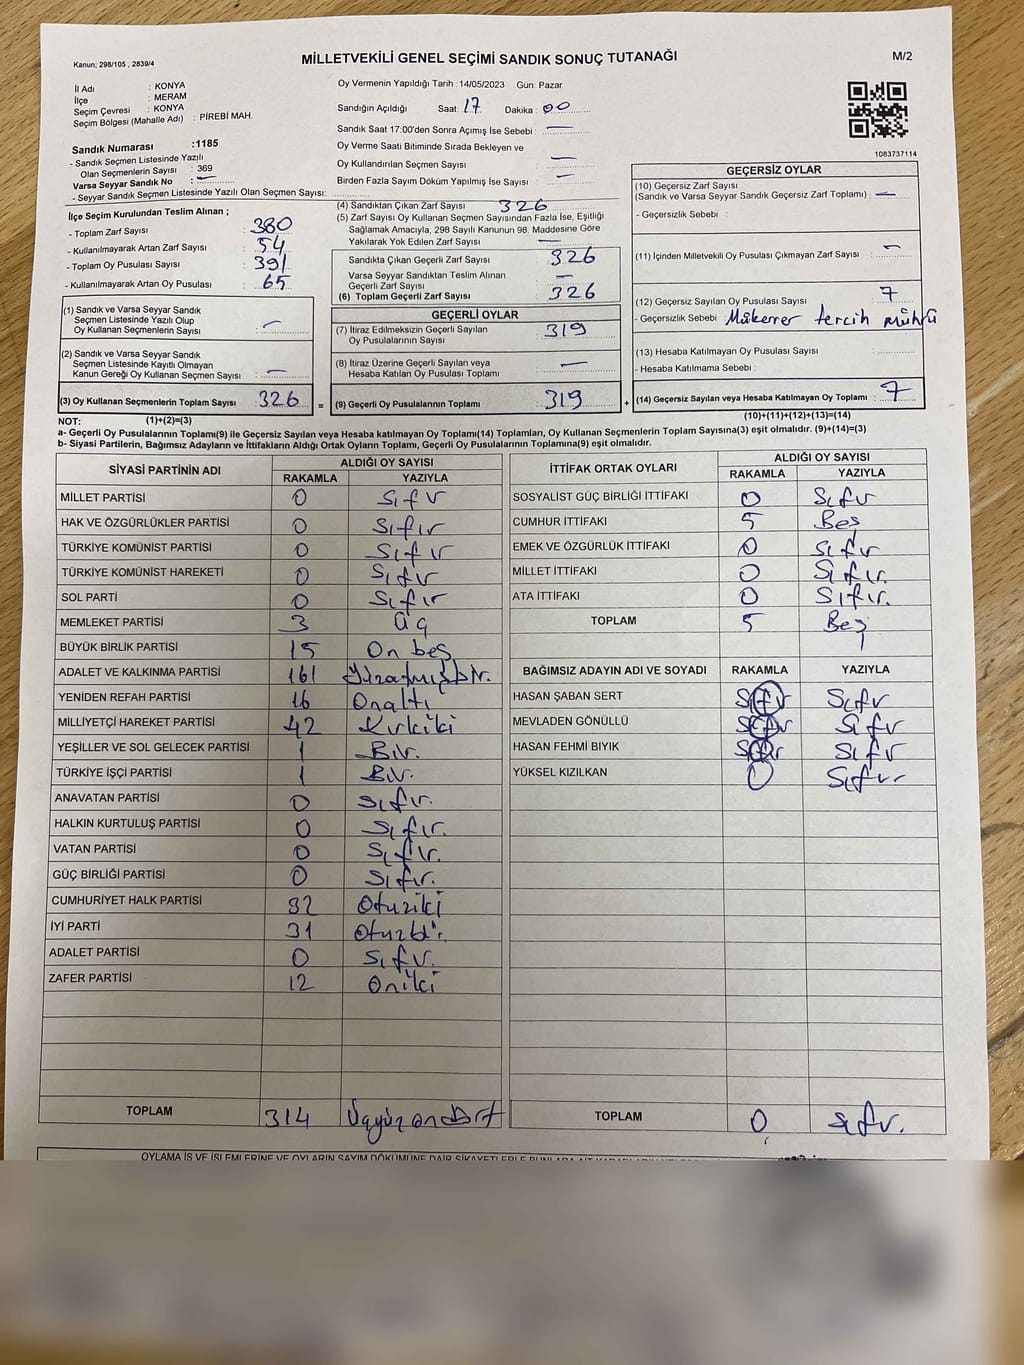 Kanun; 298/105 , 2839/4
MİLLETVEKİLİ GENEL SEÇİMİ SANDIK SONUÇ TUTANAĞI
M/2
İl Adı : KONYA
İlçe : MERAM
Seçim Çevresi : KONYA
Seçim Bölgesi (Mahalle Adı) : PİREBİ MAH.
Sandık Numarası :1185
- Sandık Seçmen Listesinde Yazılı
Olan Seçmenlerin Sayısı : 369
Varsa Seyyar Sandık No : —
- Seyyar Sandık Seçmen Listesinde Yazılı Olan Seçmen Sayısı:
Oy Vermenin Yapıldığı Tarih :14/05/2023 Gün: Pazar
Sandığın Açıldığı Saat: 17 Dakika : 00
Sandık Saat 17:00'den Sonra Açımış İse Sebebi : —
Oy Verme Saati Bitiminde Sırada Bekleyen ve
Oy Kullandırılan Seçmen Sayısı —
Birden Fazla Sayım Döküm Yapılmış İse Sayısı : —
1083737114
İlçe Seçim Kurulundan Teslim Alınan ;
- Toplam Zarf Sayısı : 380
- Kullanılmayarak Artan Zarf Sayısı : 54
- Toplam Oy Pusulası Sayısı : 391
- Kullanılmayarak Artan Oy Pusulası : 65
(1) Sandık ve Varsa Seyyar Sandık
Seçmen Listesinde Yazılı Olup
Oy Kullanan Seçmenlerin Sayısı : —
(2) Sandık ve Varsa Seyyar Sandık
Seçmen Listesinde Kayıtlı Olmayan
Kanun Gereği Oy Kullanan Seçmen Sayısı : —
(3) Oy Kullanan Seçmenlerin Toplam Sayısı : 326 =
(1)+(2)=(3)
(4) Sandıktan Çıkan Zarf Sayısı : 326
(5) Zarf Sayısı Oy Kullanan Seçmen Sayısından Fazla İse, Eşitliği
Sağlamak Amacıyla, 298 Sayılı Kanunun 98. Maddesine Göre
Yakılarak Yok Edilen Zarf Sayısı : —
Sandıkta Çıkan Geçerli Zarf Sayısı : 326
Varsa Seyyar Sandıktan Teslim Alınan
Geçerli Zarf Sayısı : —
(6) Toplam Geçerli Zarf Sayısı : 326
GEÇERLİ OYLAR
(7) İtiraz Edilmeksizin Geçerli Sayılan
Oy Pusulalarının Sayısı : 319
(8) İtiraz Üzerine Geçerli Sayılan veya
Hesaba Katılan Oy Pusulası Toplamı : —
(9) Geçerli Oy Pusulalarının Toplamı : 319 +
GEÇERSİZ OYLAR
(10) Geçersiz Zarf Sayısı
(Sandık ve Varsa Seyyar Sandık Geçersiz Zarf Toplamı) : —
- Geçersizlik Sebebi :
(11) İçinden Milletvekili Oy Pusulası Çıkmayan Zarf Sayısı : —
(12) Geçersiz Sayılan Oy Pusulası Sayısı : 7
- Geçersizlik Sebebi : Mükerrer tercih mührü
(13) Hesaba Katılmayan Oy Pusulası Sayısı :
- Hesaba Katılmama Sebebi :
(14) Geçersiz Sayılan veya Hesaba Katılmayan Oy Toplamı : 7
(10)+(11)+(12)+(13)=(14)
NOT:
a- Geçerli Oy Pusulalarının Toplamı(9) ile Geçersiz Sayılan veya Hesaba katılmayan Oy Toplamı(14) Toplamları, Oy Kullanan Seçmenlerin Toplam Sayısına(3) eşit olmalıdır. (9)+(14)=(3)
b- Siyasi Partilerin, Bağımsız Adayların ve İttifakların Aldığı Ortak Oyların Toplamı, Geçerli Oy Pusulalarının Toplamına(9) eşit olmalıdır.
SİYASİ PARTİNİN ADI ALDIĞI OY SAYISI
RAKAMLA YAZIYLA
MİLLET PARTİSİ 0 Sıfır
HAK VE ÖZGÜRLÜKLER PARTİSİ 0 Sıfır
TÜRKİYE KOMÜNİST PARTİSİ 0 Sıfır
TÜRKİYE KOMÜNİST HAREKETİ 0 Sıfır
SOL PARTİ 0 Sıfır
MEMLEKET PARTİSİ 3 Üç
BÜYÜK BİRLİK PARTİSİ 15 On beş
ADALET VE KALKINMA PARTİSİ 161 Yüzatmışbir.
YENİDEN REFAH PARTİSİ 16 Onaltı
MİLLİYETÇİ HAREKET PARTİSİ 42 Kırkiki
YEŞİLLER VE SOL GELECEK PARTİSİ 1 Bir.
TÜRKİYE İŞÇİ PARTİSİ 1 Bir.
ANAVATAN PARTİSİ 0 Sıfır.
HALKIN KURTULUŞ PARTİSİ 0 Sıfır.
VATAN PARTİSİ 0 Sıfır.
GÜÇ BİRLİĞİ PARTİSİ 0 Sıfır.
CUMHURİYET HALK PARTİSİ 32 Otuziki
İYİ PARTİ 31 Otuzbir.
ADALET PARTİSİ 0 Sıfır.
ZAFER PARTİSİ 12 Oniki
TOPLAM 314 Üçyüzondört
İTTİFAK ORTAK OYLARI ALDIĞI OY SAYISI
RAKAMLA YAZIYLA
SOSYALİST GÜÇ BİRLİĞİ İTTİFAKI 0 Sıfır
CUMHUR İTTİFAKI 5 Beş
EMEK VE ÖZGÜRLÜK İTTİFAKI 0 Sıfır
MİLLET İTTİFAKI 0 Sıfır.
ATA İTTİFAKI 0 Sıfır.
TOPLAM 5 Beş
BAĞIMSIZ ADAYIN ADI VE SOYADI RAKAMLA YAZIYLA
HASAN ŞABAN SERT 0 Sıfır
MEVLADEN GÖNÜLLÜ 0 Sıfır
HASAN FEHMI BIYIK 0 Sıfır
YÜKSEL KIZILKAN 0 Sıfır
TOPLAM 0 Sıfır.